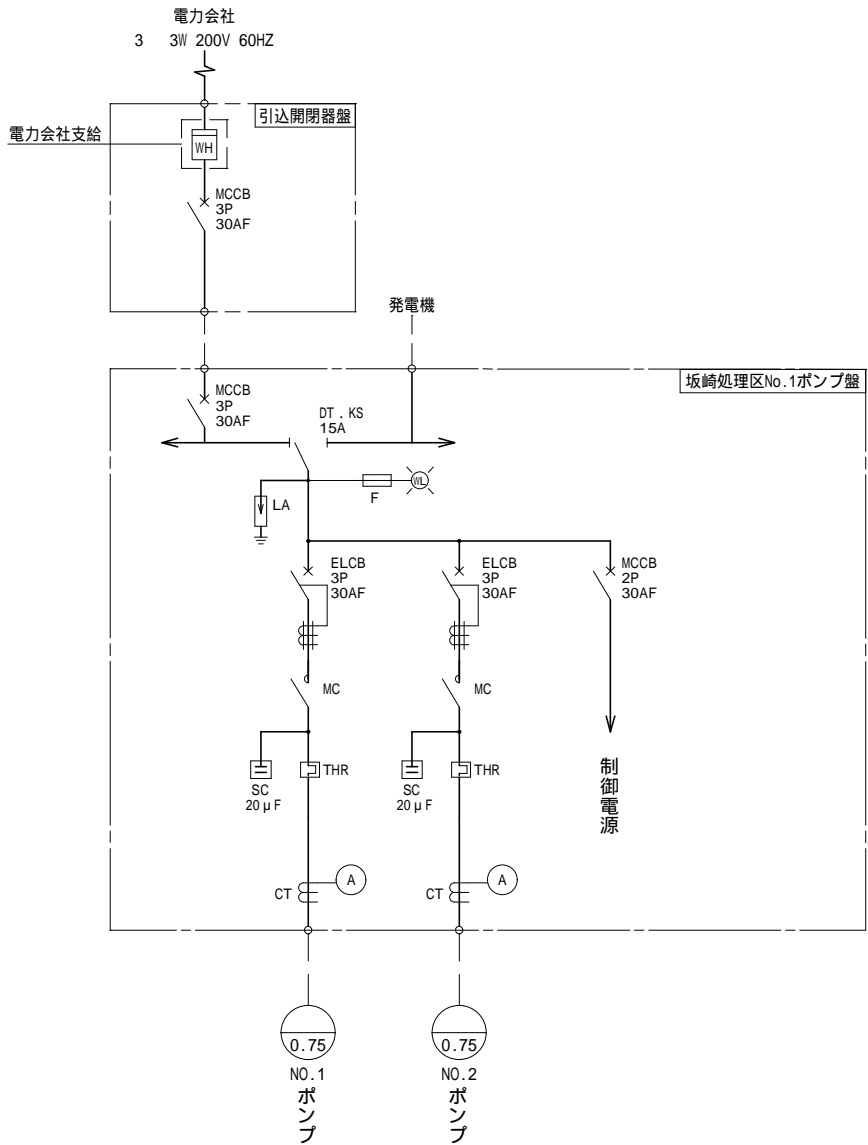 電力会社
3 3W 200V 60HZ
引込開閉器盤
電力会社支給
WH
MCCB
3P
30AF
発電機
坂崎処理区No.1ポンプ盤
MCCB
3P
30AF
DT.KS
15A
LA
F
WL
ELCB
3P
30AF
ELCB
3P
30AF
MCCB
2P
30AF
MC
MC
SC
20μF
THR
SC
20μF
THR
制御電源
CT
A
CT
A
0.75
NO.1
ポンプ
0.75
NO.2
ポンプ